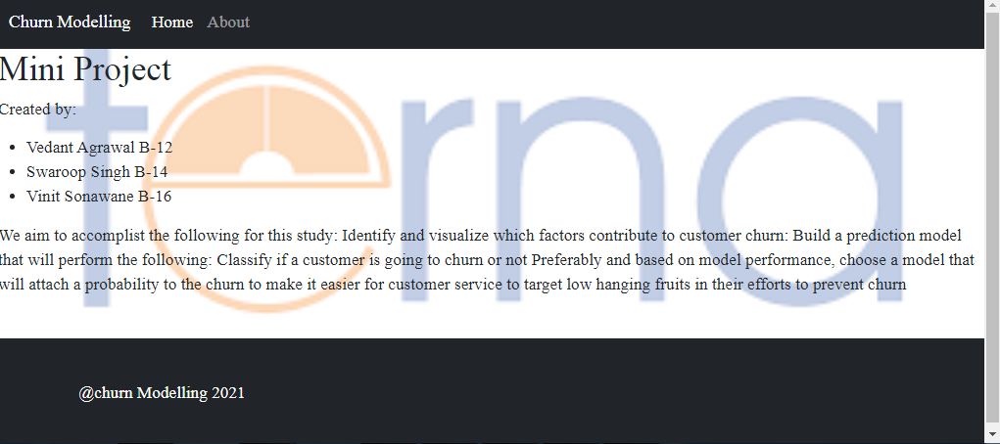 Churn Modelling Home About
Mini Project
Created by:
Vedant Agrawal B-12
Swaroop Singh B-14
Vinit Sonawane B-16
We aim to accomplist the following for this study: Identify and visualize which factors contribute to customer churn: Build a prediction model
that will perform the following: Classify if a customer is going to churn or not Preferably and based on model performance, choose a model that
will attach a probability to the churn to make it easier for customer service to target low hanging fruits in their efforts to prevent churn
terna
@churn Modelling 2021